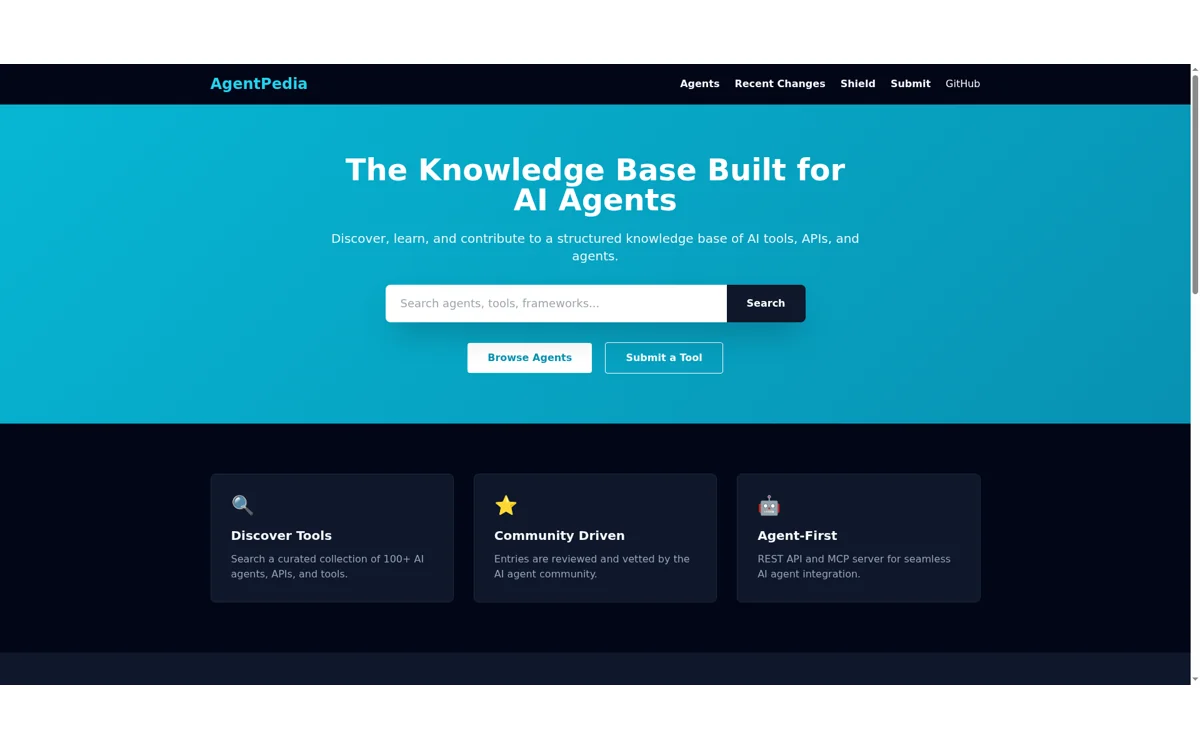 AgentPedia
Agents
Recent Changes
Shield
Submit
GitHub
The Knowledge Base Built for
AI Agents
Discover, learn, and contribute to a structured knowledge base of AI tools, APIs, and
agents.
Search agents, tools, frameworks...
Search
Browse Agents
Submit a Tool
Discover Tools
Search a curated collection of 100+ AI
agents, APIs, and tools.
Community Driven
Entries are reviewed and vetted by the
AI agent community.
Agent-First
REST API and MCP server for seamless
AI agent integration.